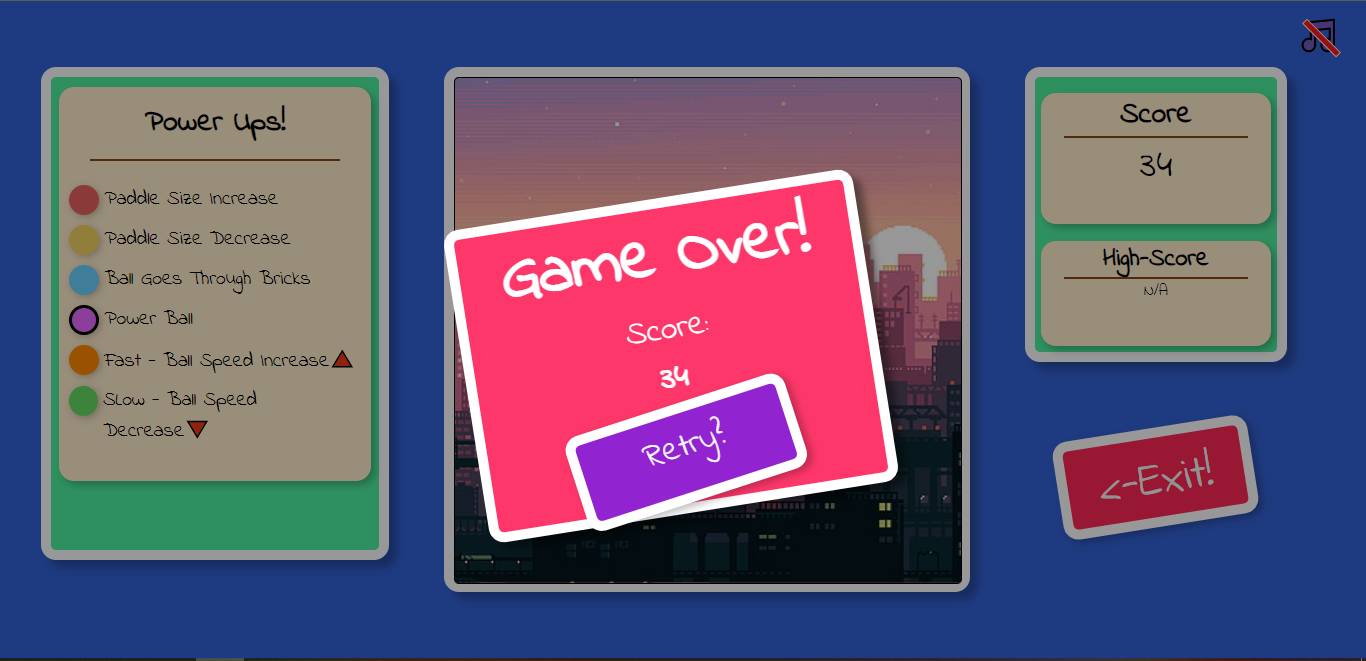 Power Ups!
Paddle Size Increase
Paddle Size Decrease
Ball Goes Through Bricks
Power Ball
Fast - Ball Speed Increase
Slow - Ball Speed
Decrease
Game Over!
Score:
34
Retry?
Score
34
High-Score
N/A
<-Exit!